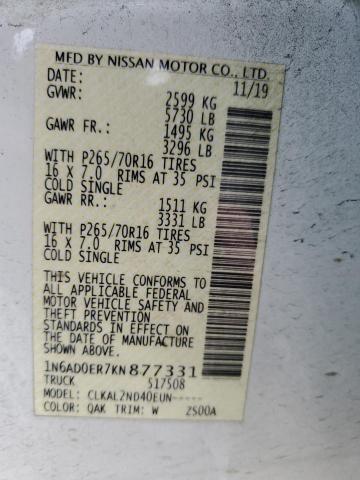 MFD BY NISSAN MOTOR CO., LTD.
DATE: 11/19
GVWR: 2599 KG
5730 LB
GAWR FR.: 1495 KG
3296 LB
WITH P265/70R16 TIRES
16 X 7.0 RIMS AT 35 PSI
COLD SINGLE
GAWR RR.: 1511 KG
3331 LB
WITH P265/70R16 TIRES
16 X 7.0 RIMS AT 35 PSI
COLD SINGLE
THIS VEHICLE CONFORMS TO
ALL APPLICABLE FEDERAL
MOTOR VEHICLE SAFETY AND
THEFT PREVENTION
STANDARDS IN EFFECT ON
THE DATE OF MANUFACTURE
SHOWN ABOVE.
1N6AD0ER7KN877331
TRUCK 517508
MODEL: CLKALZND40EUN-----
COLOR: QAK TRIM: W 2S00A